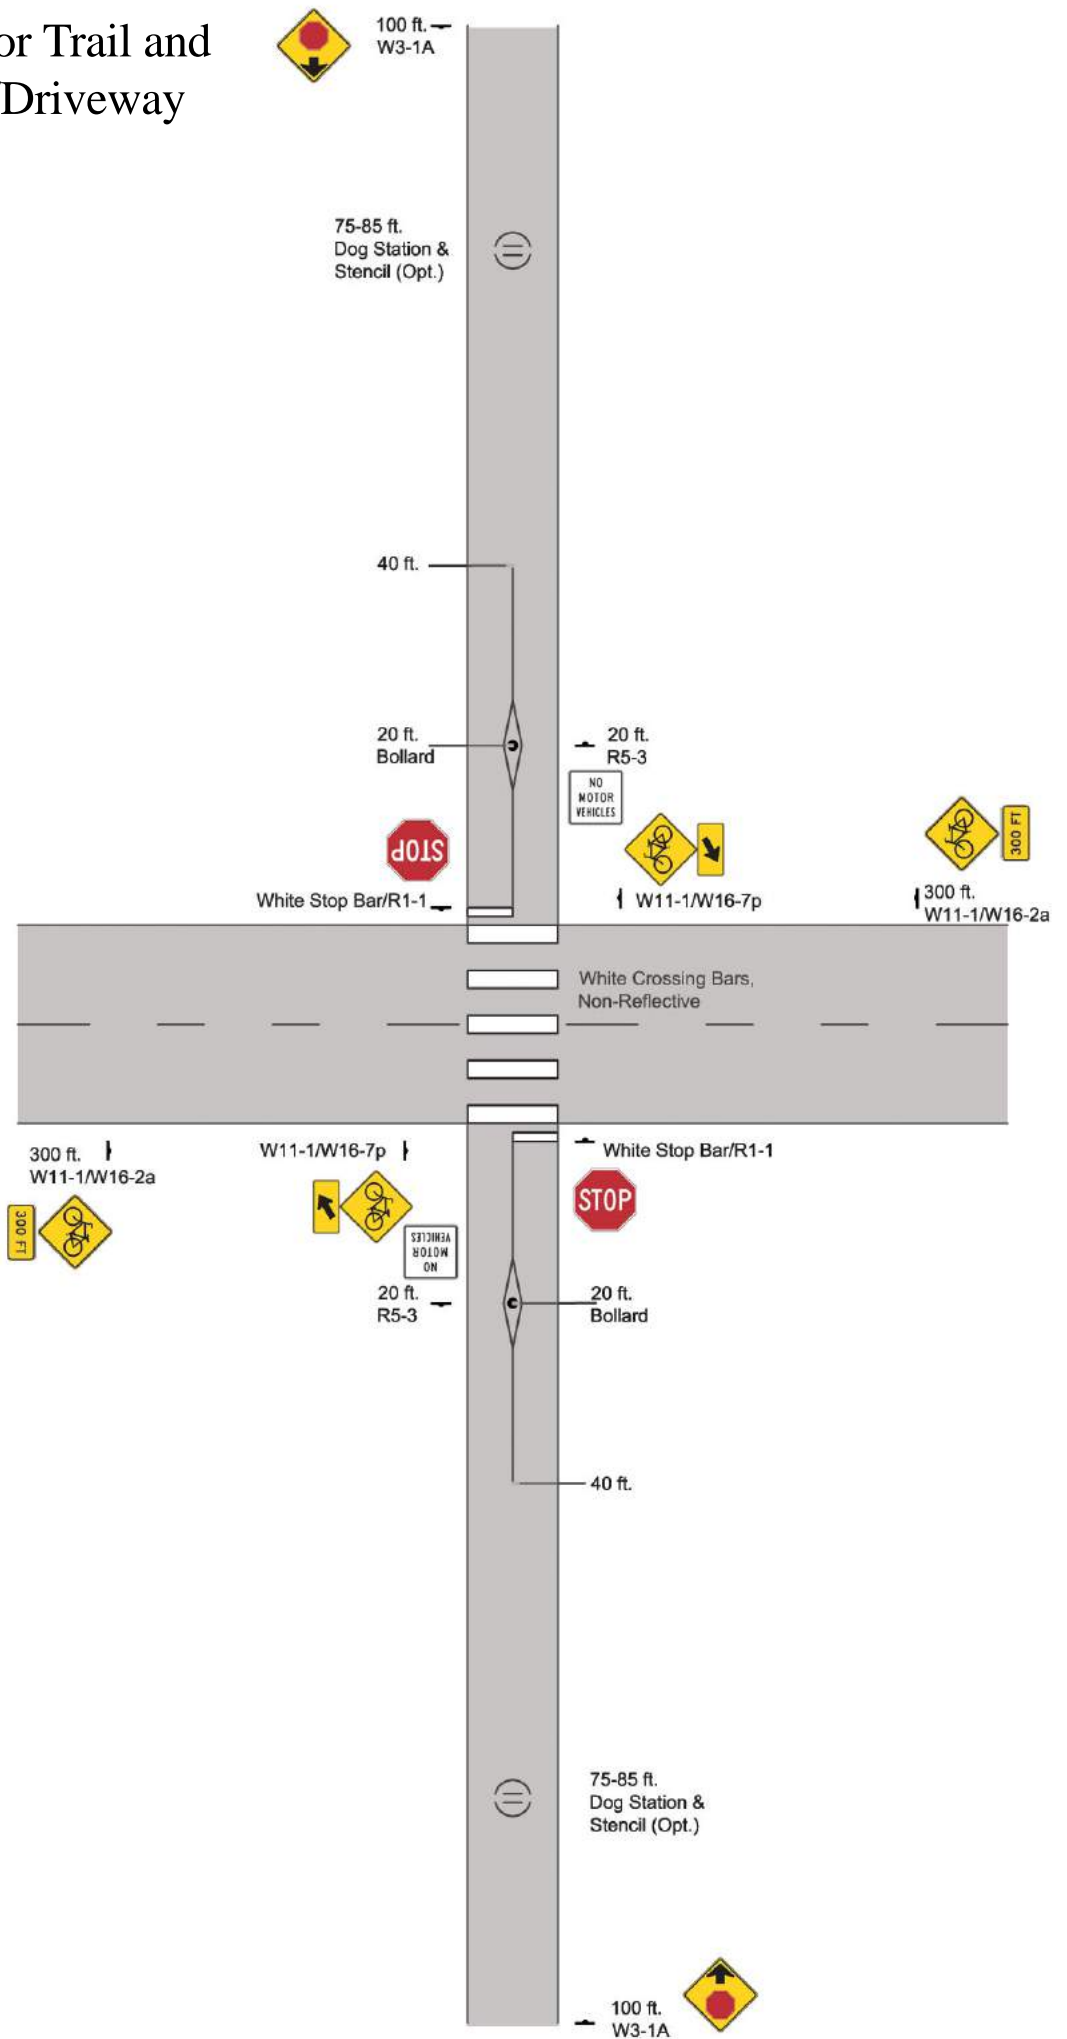 or Trail and
/Driveway
100 ft.
W3-1A
75-85 ft.
Dog Station &
Stencil (Opt.)
40 ft.
20 ft.
Bollard
20 ft.
R5-3
NO
MOTOR
VEHICLES
STOP
300 FT
White Stop Bar/R1-1
W11-1/W16-7p
300 ft.
W11-1/W16-2a
White Crossing Bars,
Non-Reflective
300 ft.
W11-1/W16-2a
W11-1/W16-7p
White Stop Bar/R1-1
300 FT
STOP
NO
MOTOR
VEHICLES
20 ft.
R5-3
20 ft.
Bollard
40 ft.
75-85 ft.
Dog Station &
Stencil (Opt.)
100 ft.
W3-1A